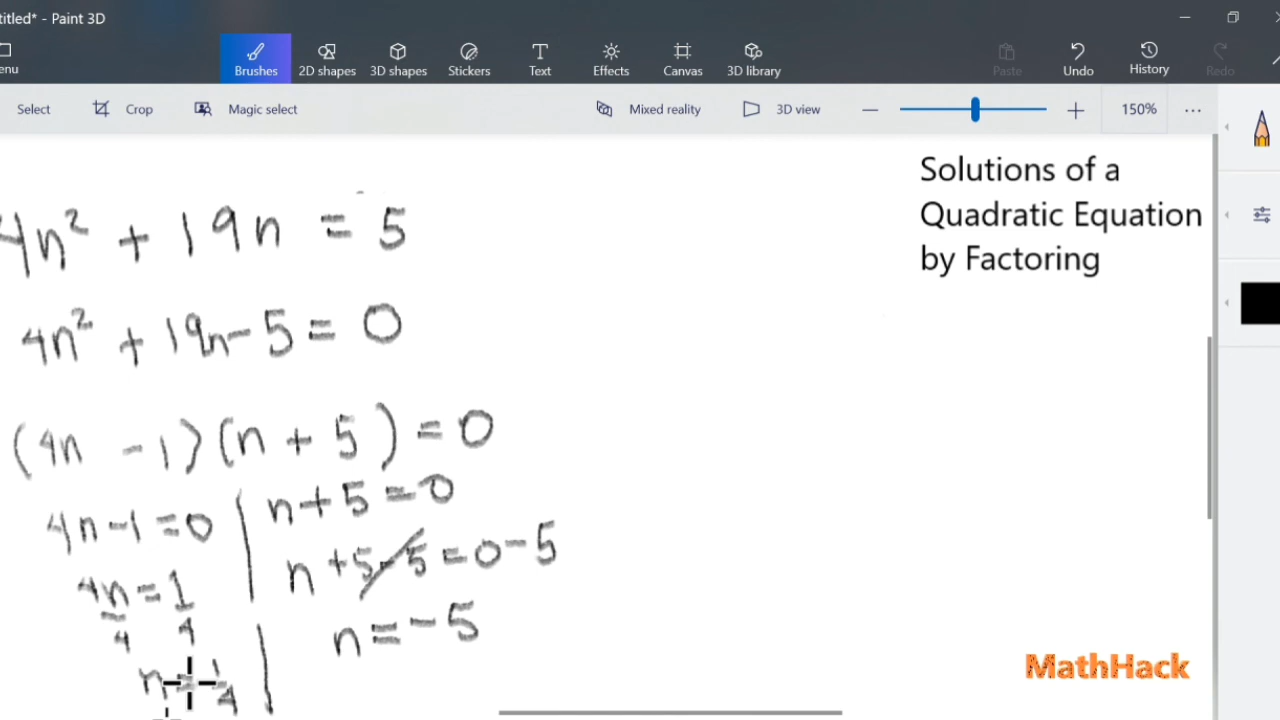 titled* - Paint 3D
enu
Brushes
2D shapes
3D shapes
Stickers
Text
Effects
Canvas
3D library
Paste
Undo
History
Redo
Select
Crop
Magic select
Mixed reality
3D view
150%
Solutions of a
Quadratic Equation
by Factoring
4n² + 19n = 5
4n² + 19n - 5 = 0
(4n - 1)(n + 5) = 0
4n - 1 = 0 | n + 5 = 0
4n = 1 | n + 5 - 5 = 0 - 5
4 4
n = 1/4 | n = -5
MathHack